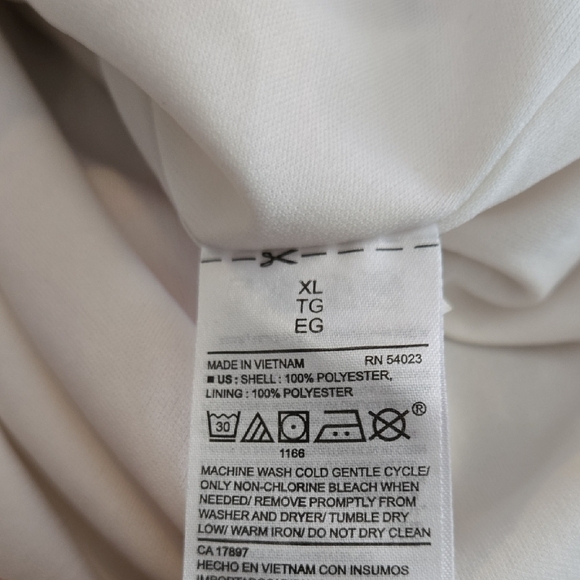 XL
TG
EG
MADE IN VIETNAM RN 54023
■ US : SHELL : 100% POLYESTER,
LINING : 100% POLYESTER
30 ®
1166
MACHINE WASH COLD GENTLE CYCLE/
ONLY NON-CHLORINE BLEACH WHEN
NEEDED/ REMOVE PROMPTLY FROM
WASHER AND DRYER/ TUMBLE DRY
LOW/ WARM IRON/ DO NOT DRY CLEAN
CA 17897
HECHO EN VIETNAM CON INSUMOS